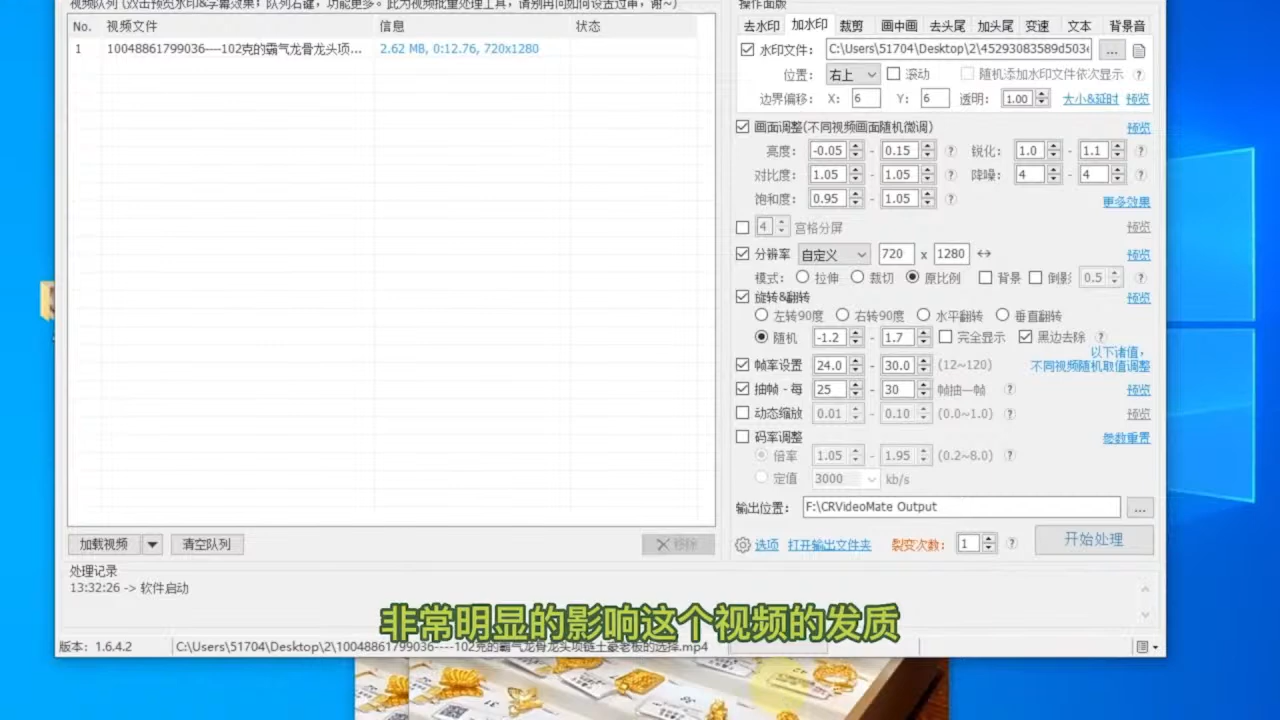 视频队列 (双击预览水印&字幕效果; 队列右键, 功能更多。此为视频批量处理工具, 请别再问如何设置过审, 谢~)
No. 视频文件 信息 状态
1 10048861799036----102克的霸气龙骨龙头项... 2.62 MB, 0:12.76, 720x1280
加载视频 清空队列 移除
处理记录
13:32:26 -> 软件启动
版本: 1.6.4.2 C:\Users\51704\Desktop\2\10048861799036----102克的霸气龙骨龙头项链土豪老板的选择.mp4
操作面版
去水印 加水印 裁剪 画中画 去头尾 加头尾 变速 文本 背景音
水印文件: C:\Users\51704\Desktop\2\45293083589d503 ...
位置: 右上 滚动 随机添加水印文件依次显示 ?
边界偏移: X: 6 Y: 6 透明: 1.00 大小&延时 预览
画面调整(不同视频画面随机微调) 预览
亮度: -0.05 - 0.15 ? 锐化: 1.0 - 1.1 ?
对比度: 1.05 - 1.05 ? 降噪: 4 - 4 ?
饱和度: 0.95 - 1.05 ? 更多效果
4 宫格分屏 预览
分辨率 自定义 720 x 1280 ↔ 预览
模式: 拉伸 裁切 原比例 背景 倒影 0.5 ?
旋转&翻转 预览
左转90度 右转90度 水平翻转 垂直翻转
随机 -1.2 - 1.7 完全显示 黑边去除 ?
以下诸值,
不同视频随机取值调整
帧率设置 24.0 - 30.0 (12~120)
抽帧 - 每 25 - 30 帧抽一帧 ? 预览
动态缩放 0.01 - 0.10 (0.0~1.0) ? 预览
码率调整 参数重置
倍率 1.05 - 1.95 (0.2~8.0) ?
定值 3000 kb/s
输出位置: F:\CRVideoMate Output ...
选项 打开输出文件夹 裂变次数: 1 ? 开始处理
非常明显的影响这个视频的发质